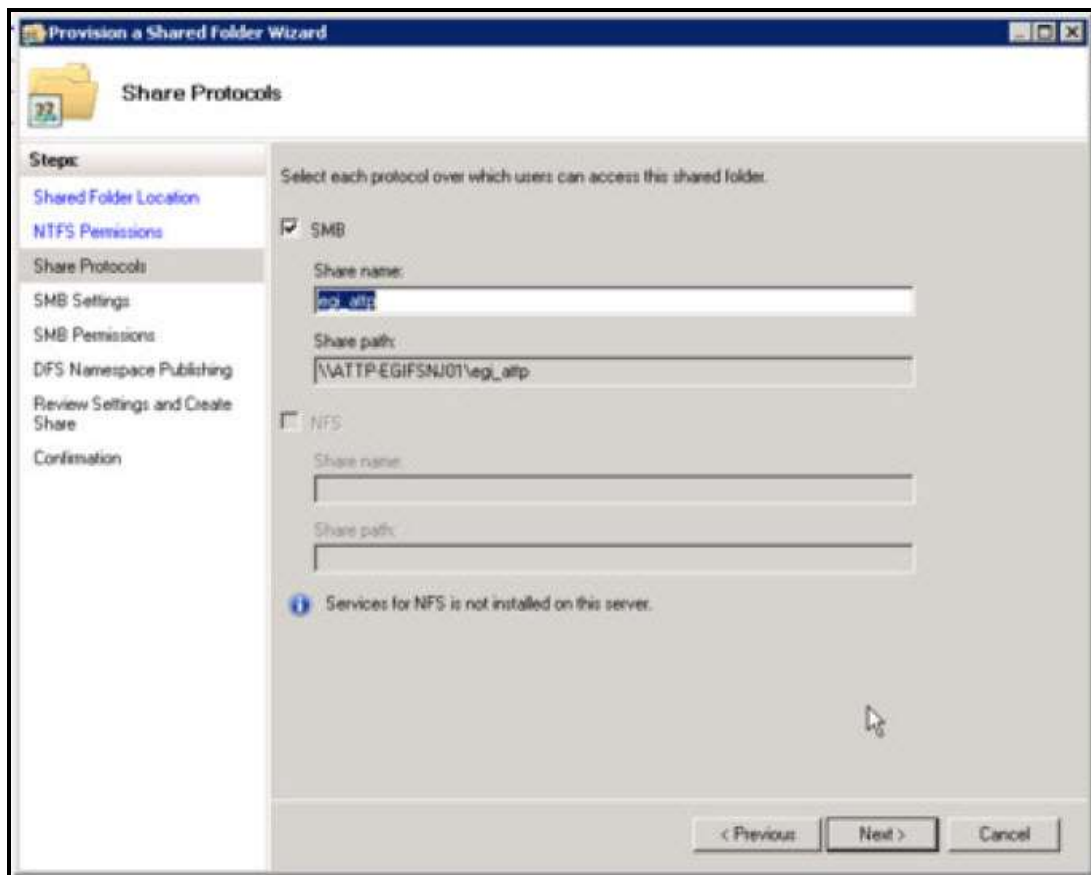 Provision a Shared Folder Wizard
Share Protocols
Steps:
Shared Folder Location
NTFS Permissions
Share Protocols
SMB Settings
SMB Permissions
DFS Namespace Publishing
Review Settings and Create
Share
Confirmation
Select each protocol over which users can access this shared folder.
SMB
Share name:
egi_attp
Share path:
\\ATTP-EGIFSNJ01\egi_attp
NFS
Share name:
Share path:
Services for NFS is not installed on this server.
< Previous
Next >
Cancel